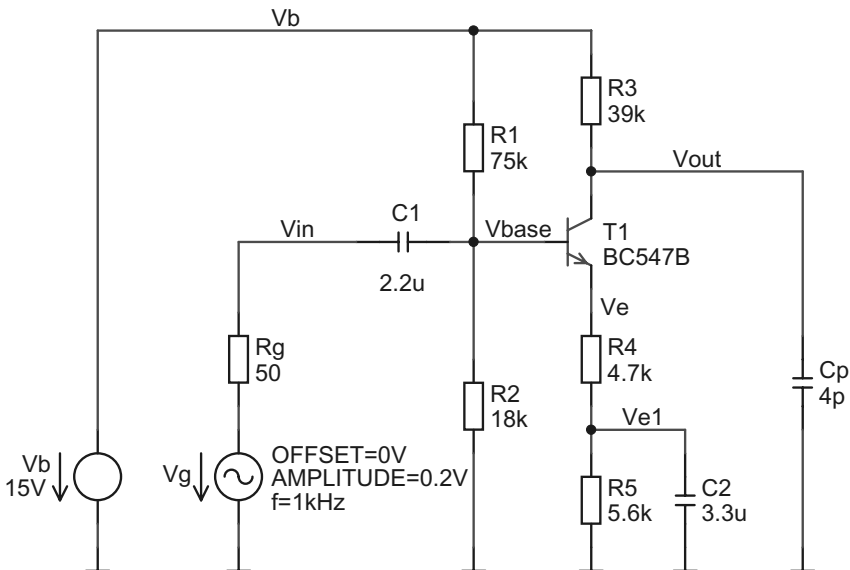 Vb
R3
39k
R1
75k
Vout
C1
Vin
Vbase
T1
BC547B
2.2u
Ve
Rg
50
R4
4.7k
Cp
4p
R2
18k
Ve1
Vb
15V
Vg
OFFSET=0V
AMPLITUDE=0.2V
f=1kHz
R5
5.6k
C2
3.3u